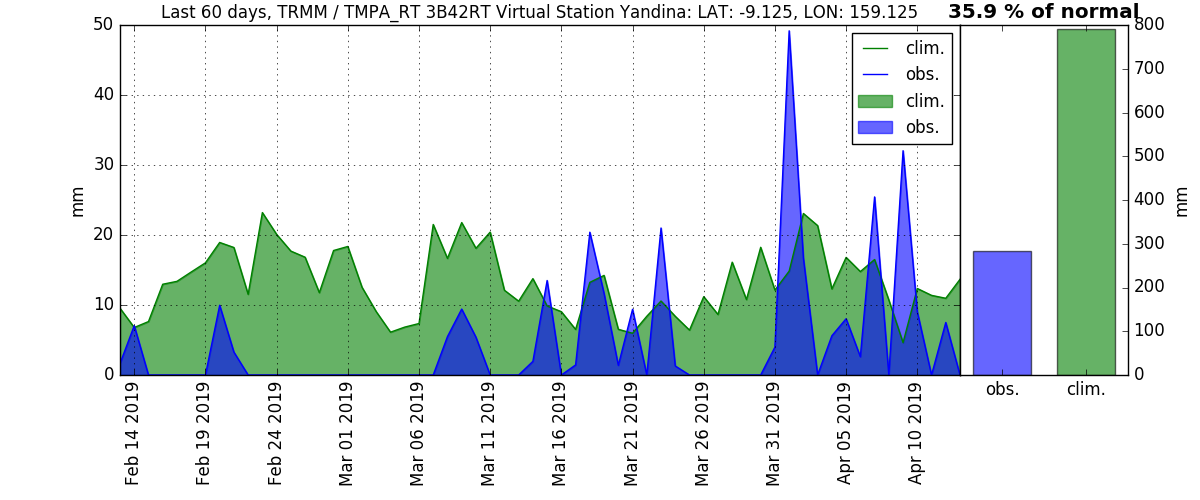 Last 60 days, TRMM / TMPA_RT 3B42RT Virtual Station Yandina: LAT: -9.125, LON: 159.125
35.9 % of normal
50
40
30
20
10
0
mm
clim.
obs.
clim.
obs.
800
700
600
500
400
300
200
100
0
mm
obs.
clim.
Feb 14 2019
Feb 19 2019
Feb 24 2019
Mar 01 2019
Mar 06 2019
Mar 11 2019
Mar 16 2019
Mar 21 2019
Mar 26 2019
Mar 31 2019
Apr 05 2019
Apr 10 2019